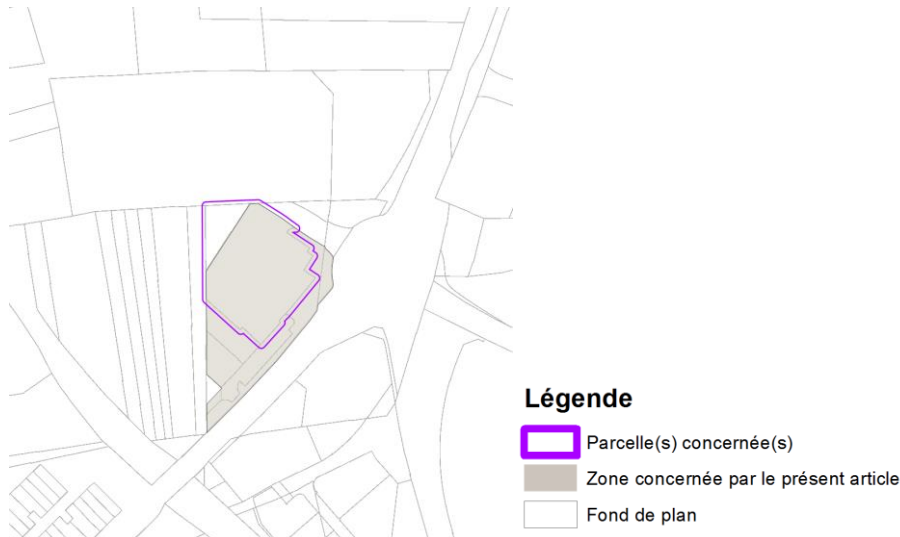 Légende
Parcelle(s) concernée(s)
Zone concernée par le présent article
Fond de plan